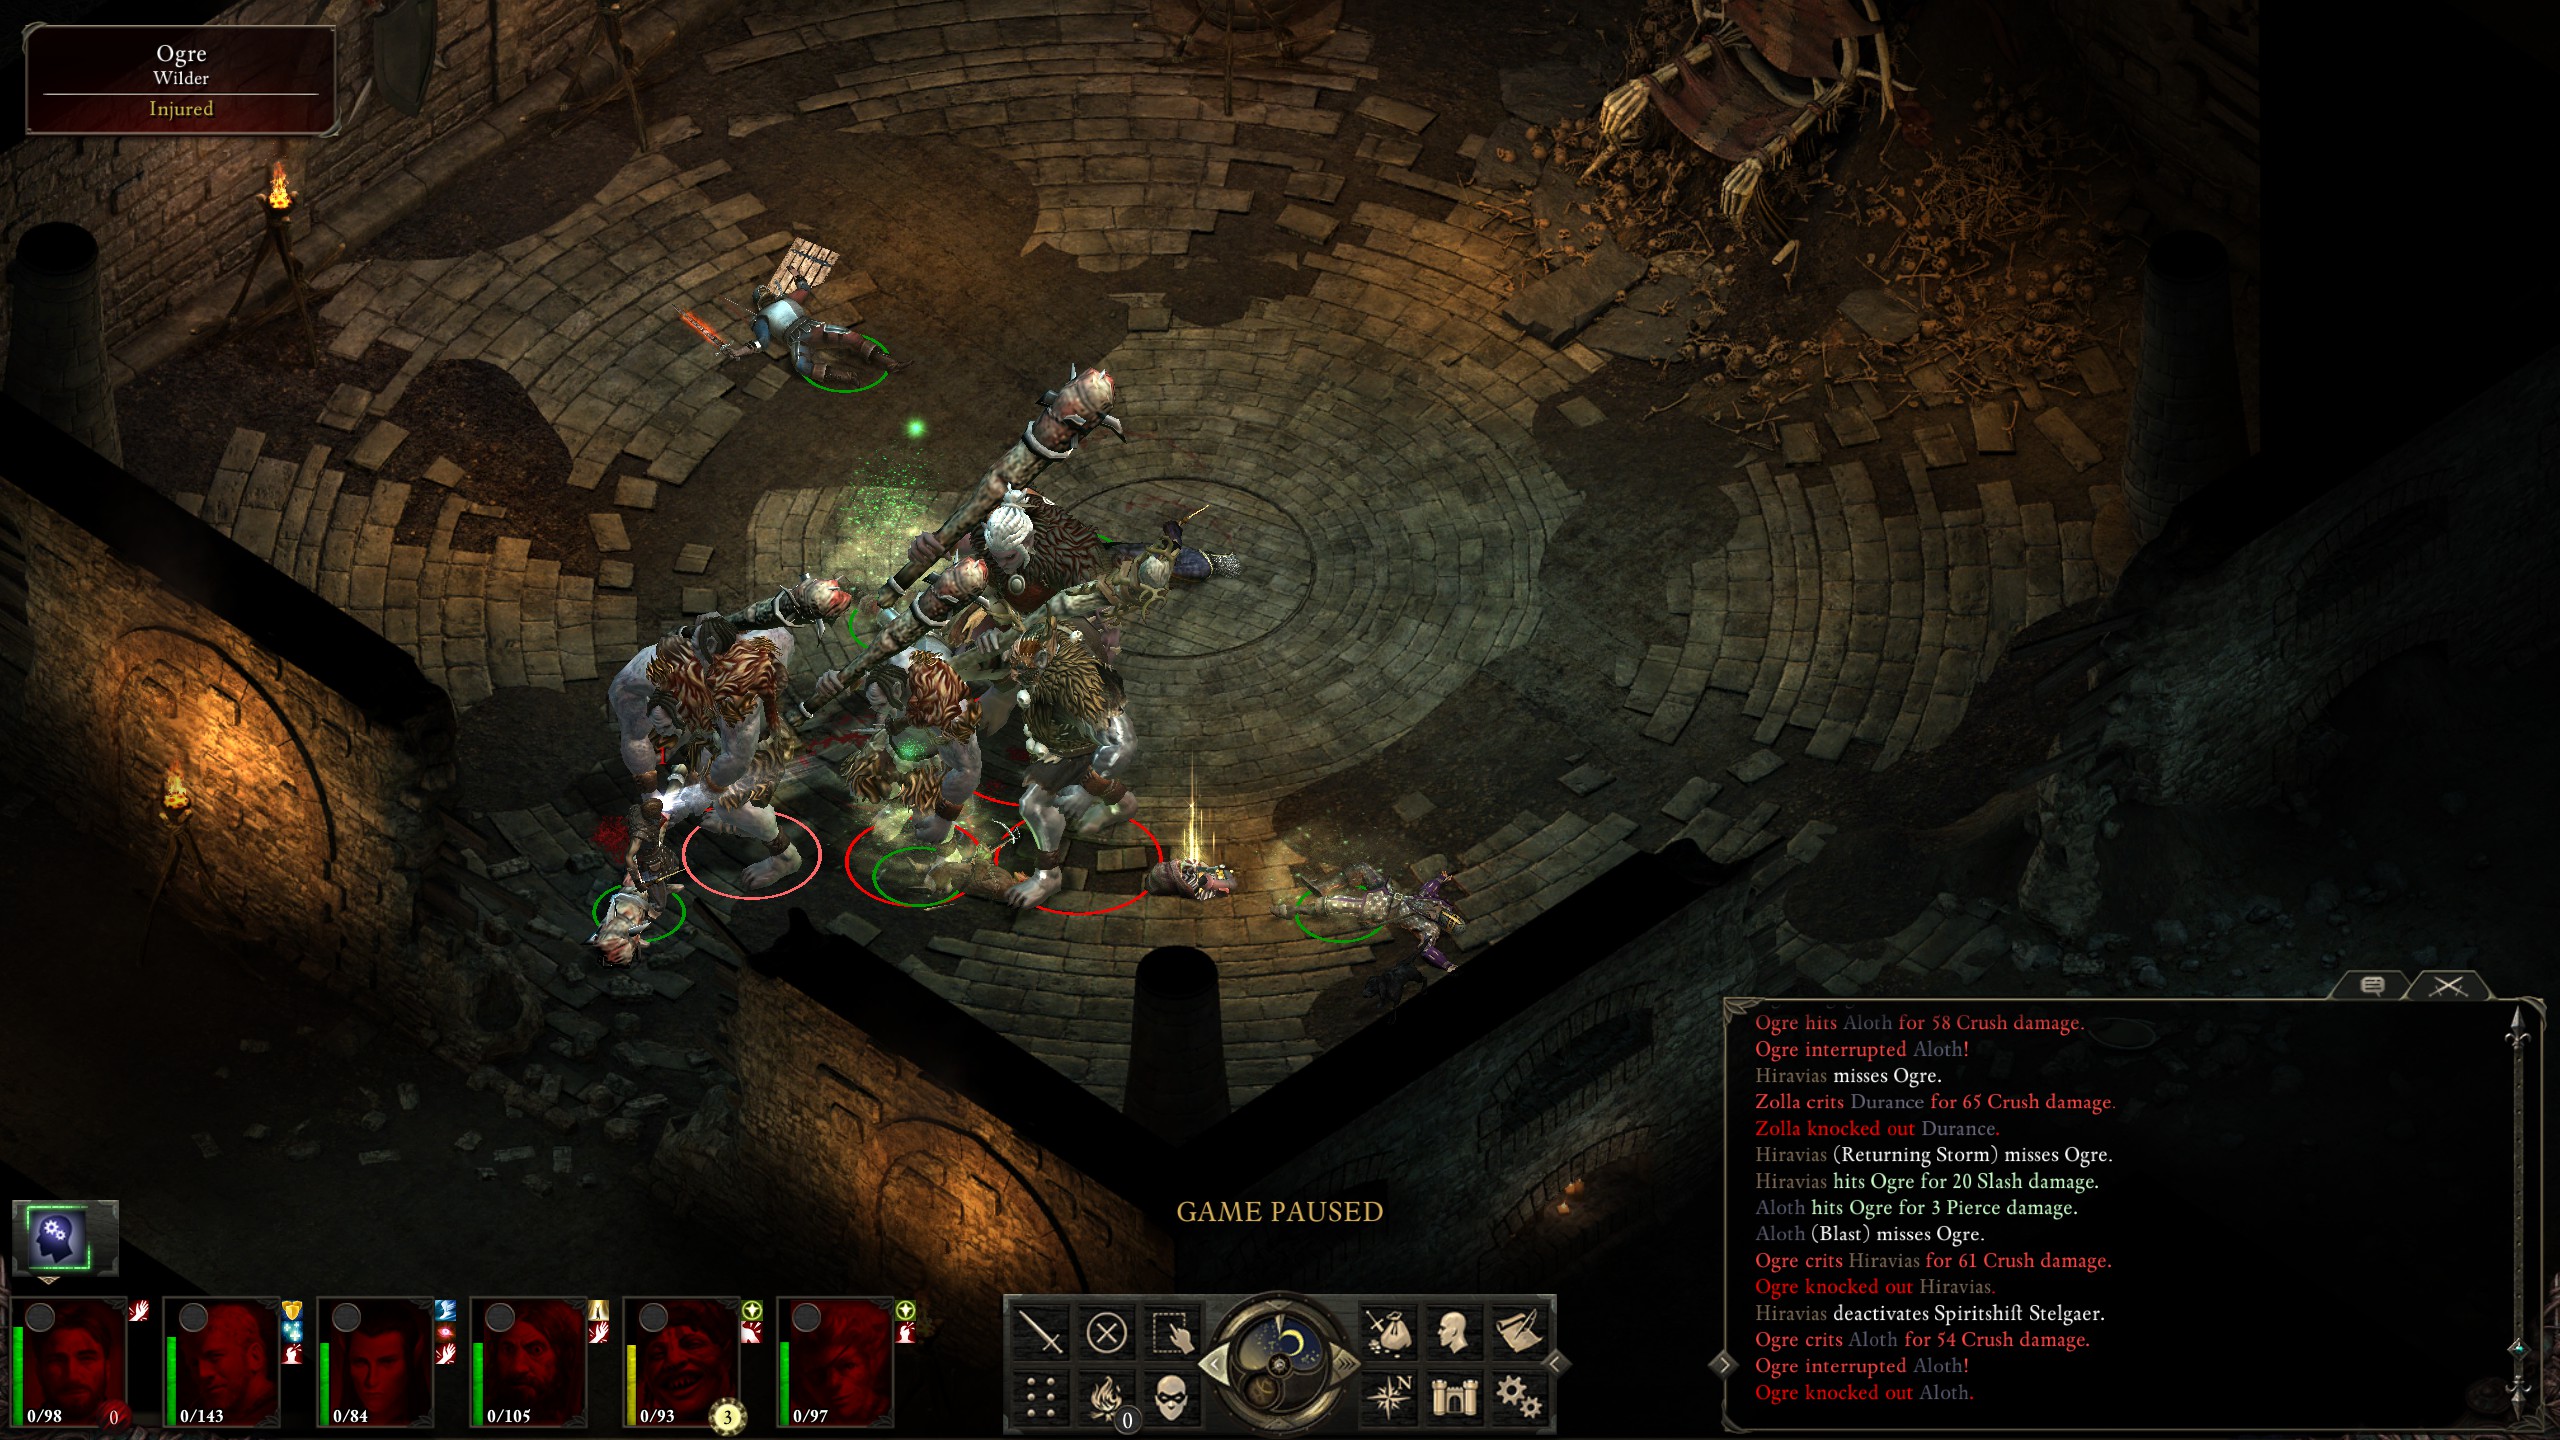 Ogre
Wilder
Injured
GAME PAUSED
Ogre hits Aloth for 58 Crush damage.
Ogre interrupted Aloth!
Hiravias misses Ogre.
Zolla crits Durance for 65 Crush damage.
Zolla knocked out Durance.
Hiravias (Returning Storm) misses Ogre.
Hiravias hits Ogre for 20 Slash damage.
Aloth hits Ogre for 3 Pierce damage.
Aloth (Blast) misses Ogre.
Ogre crits Hiravias for 61 Crush damage.
Ogre knocked out Hiravias.
Hiravias deactivates Spiritshift Stelgaer.
Ogre crits Aloth for 54 Crush damage.
Ogre interrupted Aloth!
Ogre knocked out Aloth.
0/98 0
0/143
0/84
0/105
0/93 3
0/97
0
N